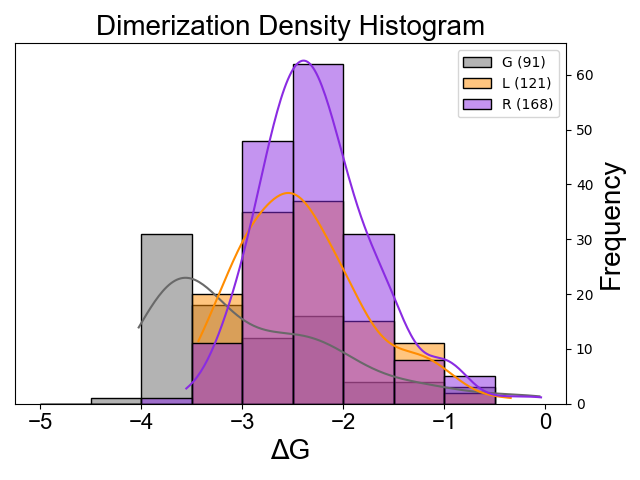 Dimerization Density Histogram
G (91)
L (121)
R (168)
60
50
40
30
20
10
0
Frequency
−5 −4 −3 −2 −1 0
ΔG